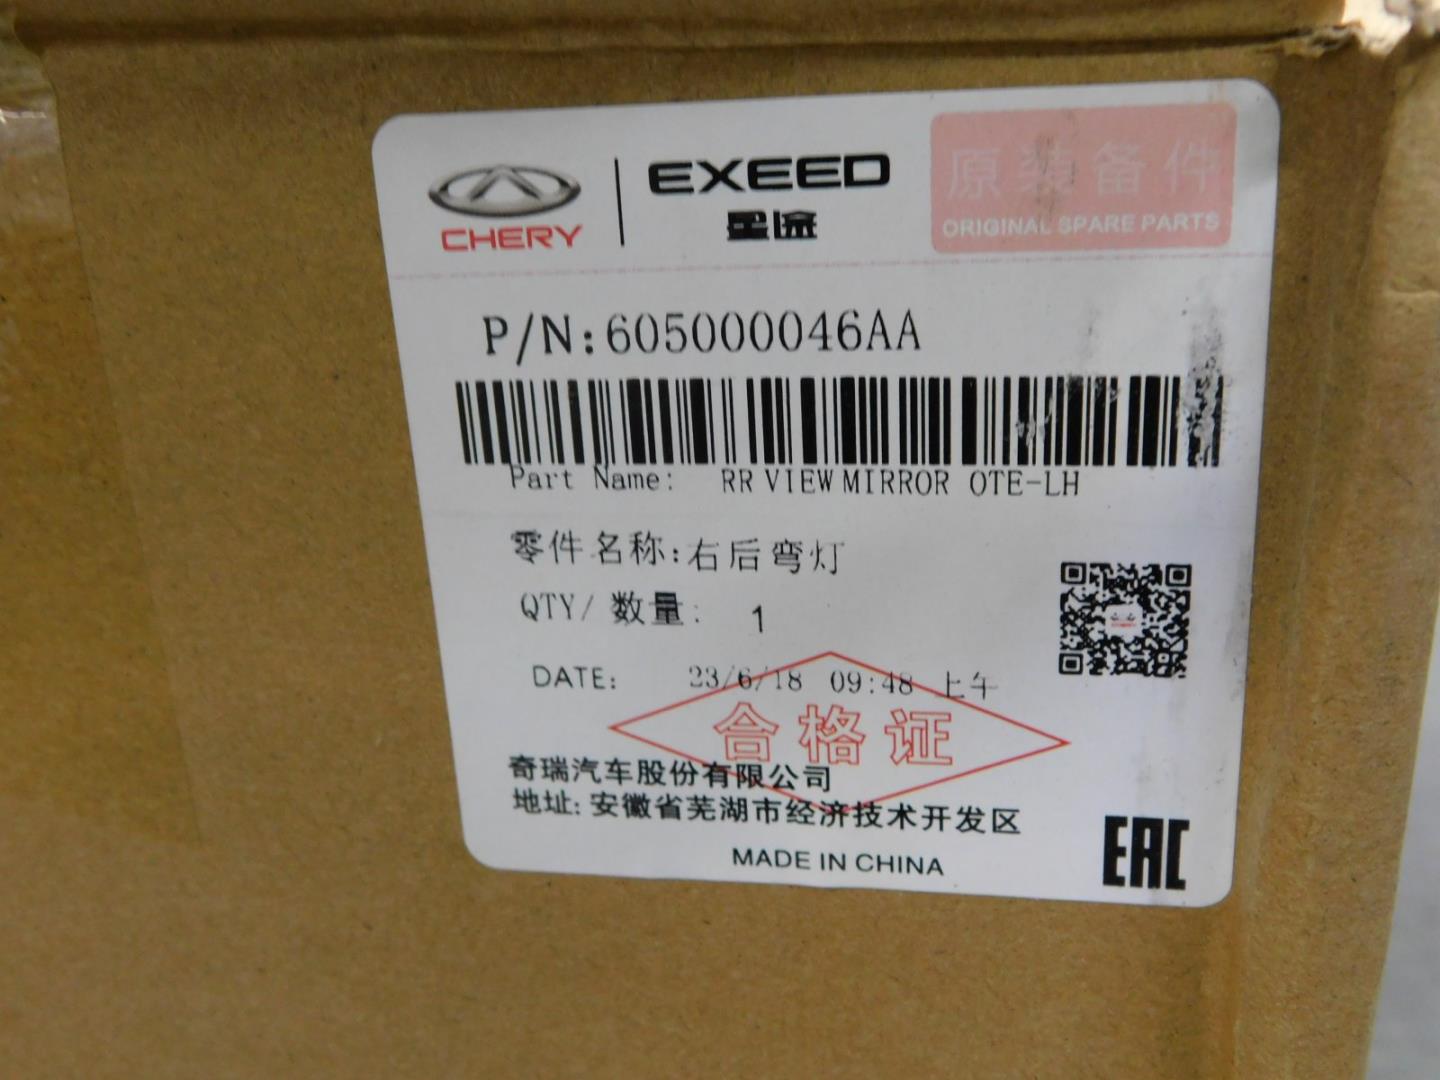 CHERY
EXEED
星途
原装备件
ORIGINAL SPARE PARTS
P/N:605000046AA
Part Name: RR VIEW MIRROR OTE-LH
零件名称:右后弯灯
QTY/数量: 1
DATE: 23/6/18 09:48 上午
合格证
奇瑞汽车股份有限公司
地址: 安徽省芜湖市经济技术开发区
MADE IN CHINA
EAC